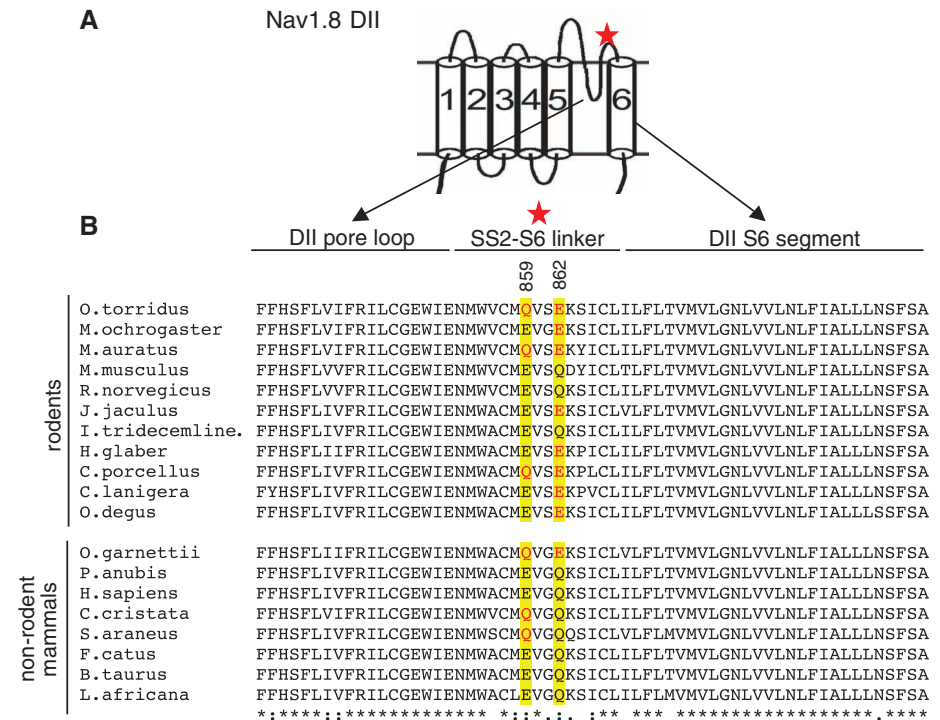 A
Nav1.8 DII
1 2 3 4 5 6
B
DII pore loop SS2-S6 linker DII S6 segment
859 862
rodents
O.torridus FFHSFLVIFRILCGEWIENMWVCMQVSEKSICLILFLTVMVLGNLVVLNLFIALLLNSFSA
M.ochrogaster FFHSFLVIFRILCGEWIENMWVCMEVGEKSICLILFLTVMVLGNLVVLNLFIALLLNSFSA
M.auratus FFHSFLVIFRILCGEWIENMWVCMQVSEKYICLILFLTVMVLGNLVVLNLFIALLLNSFSA
M.musculus FFHSFLVVFRILCGEWIENMWVCMEVSQDYICLTLFLTVMVLGNLVVLNLFIALLLNSFSA
R.norvegicus FFHSFLVVFRILCGEWIENMWVCMEVSQKSICLILFLTVMVLGNLVVLNLFIALLLNSFSA
J.jaculus FFHSFLIVFRILCGEWIENMWACMEVSEKSICLVLFLTVMVLGNLVVLNLFIALLLNSFSA
I.tridecemline. FFHSFLIVFRILCGEWIENMWACMEVSQKSICLILFLTVMVLGNLVVLNLFIALLLNSFSA
H.glaber FFHSFLIIFRILCGEWIENMWACMEVSEKPICLILFLTVMVLGNLVVLNLFIALLLNSFSA
C.porcellus FFHSFLIVFRILCGEWIENMWACMQVSEKPLCLILFLTVMVLGNLVVLNLFIALLLNSFSA
C.lanigera FYHSFLIVFRILCGEWIENMWACMEVSEKPVCLILFLTVMVLGNLVVLNLFIALLLNSFSA
O.degus FFHSFLIVFRILCGEWIENMWACMEVSEKSICLILFLTVMVLGNLVVLNLFIALLLSSFSA
non-rodent
mammals
O.garnettii FFHSFLIIFRILCGEWIENMWACMQVGEKSICLVLFLTVMVLGNLVVLNLFIALLLNSFSA
P.anubis FFHSFLIVFRILCGEWIENMWACMEVGQKSICLILFLTVMVLGNLVVLNLFIALLLNSFSA
H.sapiens FFHSFLIVFRILCGEWIENMWACMEVGQKSICLILFLTVMVLGNLVVLNLFIALLLNSFSA
C.cristata FFHSFLVIFRILCGEWIENMWVCMQVGQKSICLILFLTVMVLGNLVVLNLFIALLLNSFSA
S.araneus FFHSFLIVFRILCGEWIENMWSCMQVGQQSICLVLFLMVMVLGNLVVLNLFIALLLNSFSA
F.catus FFHSFLIVFRILCGEWIENMWACMEVGQKSICLILFLTVMVLGNLVVLNLFIALLLNSFSA
B.taurus FFHSFLIVFRILCGEWIENMWACMEVGQKSICLILFLTVMVLGNLVVLNLFIALLLNSFSA
L.africana FFHSFLIVFRILCGEWIENMWACLEVGQKSICLILFLMVMVLGNLVVLNLFIALLLNSFSA
*:****::************* *::*.:. :** *** ******************.****